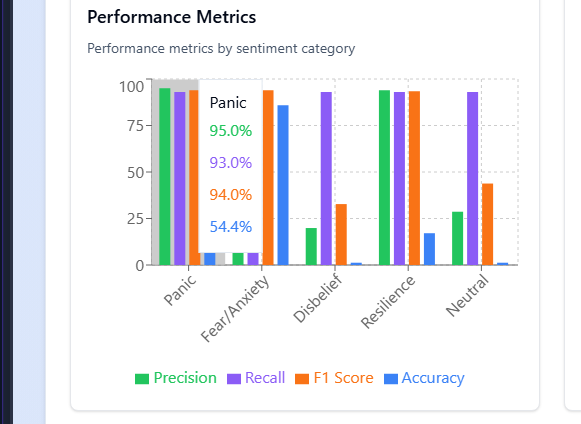 Performance Metrics
Performance metrics by sentiment category
100
75
50
25
0
Panic
95.0%
93.0%
94.0%
54.4%
Panic
Fear/Anxiety
Disbelief
Resilience
Neutral
Precision Recall F1 Score Accuracy